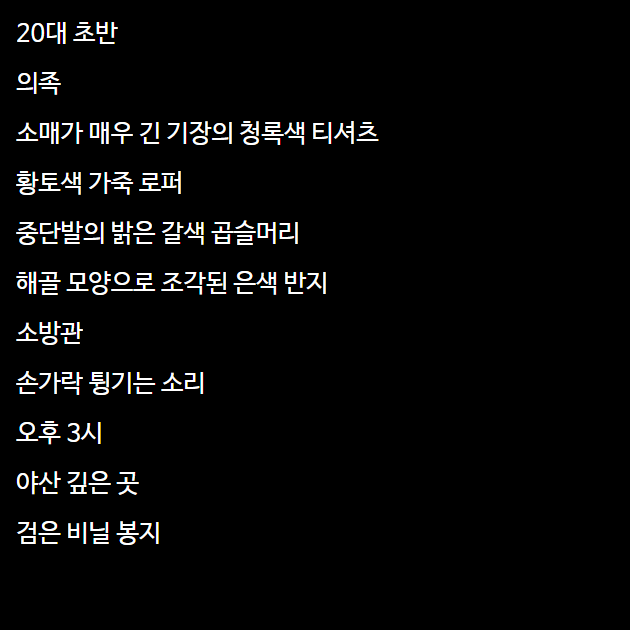 20대 초반
의족
소매가 매우 긴 기장의 청록색 티셔츠
황토색 가죽 로퍼
중단발의 밝은 갈색 곱슬머리
해골 모양으로 조각된 은색 반지
소방관
손가락 튕기는 소리
오후 3시
야산 깊은 곳
검은 비닐 봉지